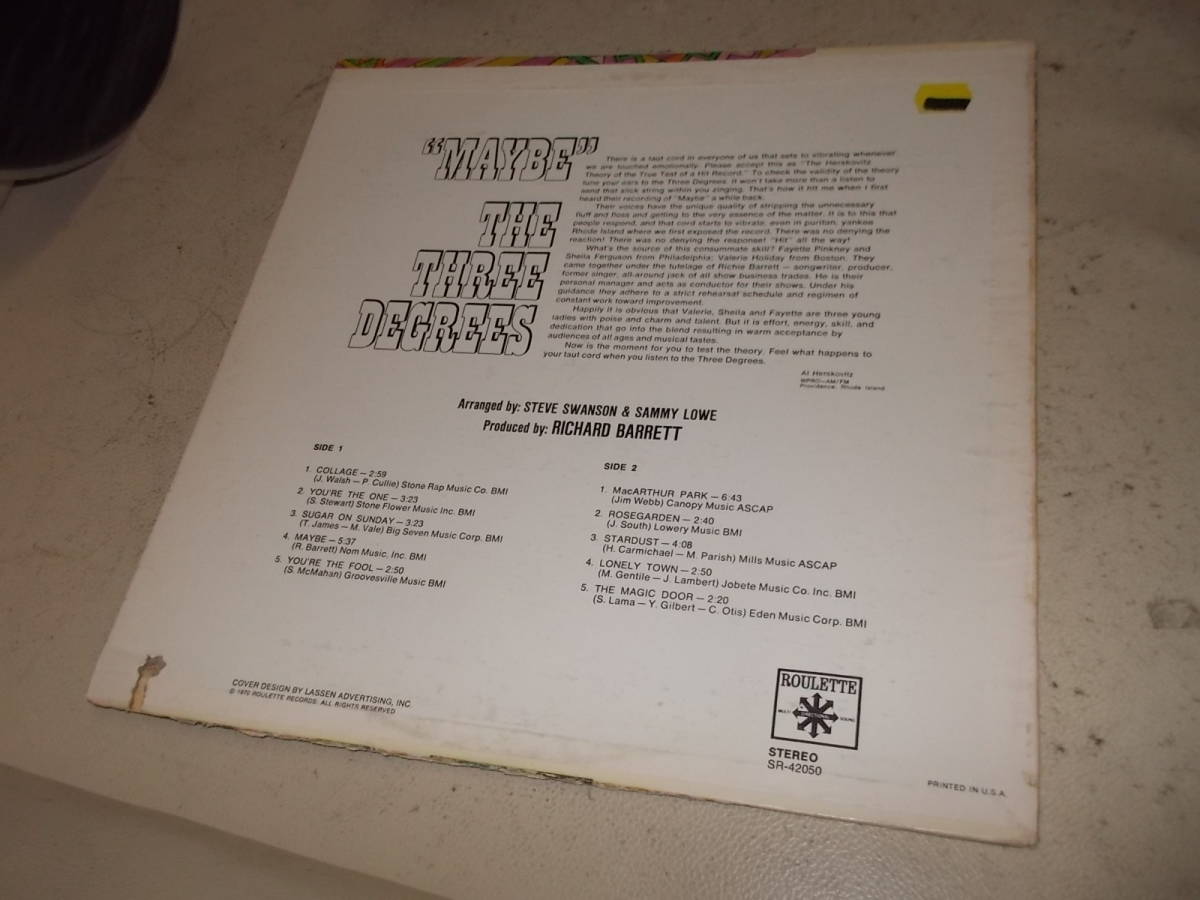 "MAYBE"
THE
THREE
DEGREES
There is a taut cord in everyone of us that sets to vibrating whenever
we are touched emotionally. Please accept this as "The Herskovitz
Theory of the True Test of a Hit Record." To check the validity of the theory
tune your ears to the Three Degrees. It won't take more than a listen to
send that slick string within you zinging. That's how it hit me when I first
heard their recording of "Maybe" a while back.
Their voices have the unique quality of stripping the unnecessary
fluff and floss and getting to the very essence of the matter. It is to this that
people respond, and that cord starts to vibrate, even in puritan, yankee
Rhode Island where we first exposed the record. There was no denying the
reaction! There was no denying the response! "Hit" all the way!
What's the source of this consummate skill? Fayette Pinkney and
Sheila Ferguson from Philadelphia; Valerie Holiday from Boston. They
came together under the tutelage of Richie Barrett — songwriter, producer,
former singer, all-around jack of all show business trades. He is their
personal manager and acts as conductor for their shows. Under his
guidance they adhere to a strict rehearsal schedule and regimen of
constant work toward improvement.
Happily it is obvious that Valerie, Sheila and Fayette are three young
ladies with poise and charm and talent. But it is effort, energy, skill, and
dedication that go into the blend resulting in warm acceptance by
audiences of all ages and musical tastes.
Now is the moment for you to test the theory. Feel what happens to
your taut cord when you listen to the Three Degrees.
Al Herskovitz
WPRO-AM/FM
Providence, Rhode Island
Arranged by: STEVE SWANSON & SAMMY LOWE
Produced by: RICHARD BARRETT
SIDE 1
1. COLLAGE — 2:59
(J. Walsh — P. Cullie) Stone Rap Music Co. BMI
2. YOU'RE THE ONE — 3:23
(S. Stewart) Stone Flower Music Inc. BMI
3. SUGAR ON SUNDAY — 3:23
(T. James — M. Vale) Big Seven Music Corp. BMI
4. MAYBE — 5:37
(R. Barrett) Nom Music, Inc. BMI
5. YOU'RE THE FOOL — 2:50
(S. McMahan) Groovesville Music BMI
SIDE 2
1. MacARTHUR PARK — 6:43
(Jim Webb) Canopy Music ASCAP
2. ROSEGARDEN — 2:40
(J. South) Lowery Music BMI
3. STARDUST — 4:08
(H. Carmichael — M. Parish) Mills Music ASCAP
4. LONELY TOWN — 2:50
(M. Gentile — J. Lambert) Jobete Music Co. Inc. BMI
5. THE MAGIC DOOR — 2:20
(S. Lama — Y. Gilbert — C. Otis) Eden Music Corp. BMI
COVER DESIGN BY LASSEN ADVERTISING, INC.
© 1970 ROULETTE RECORDS: ALL RIGHTS RESERVED
ROULETTE
MULTI DIRECTIONAL SOUND
STEREO
SR-42050
PRINTED IN U.S.A.